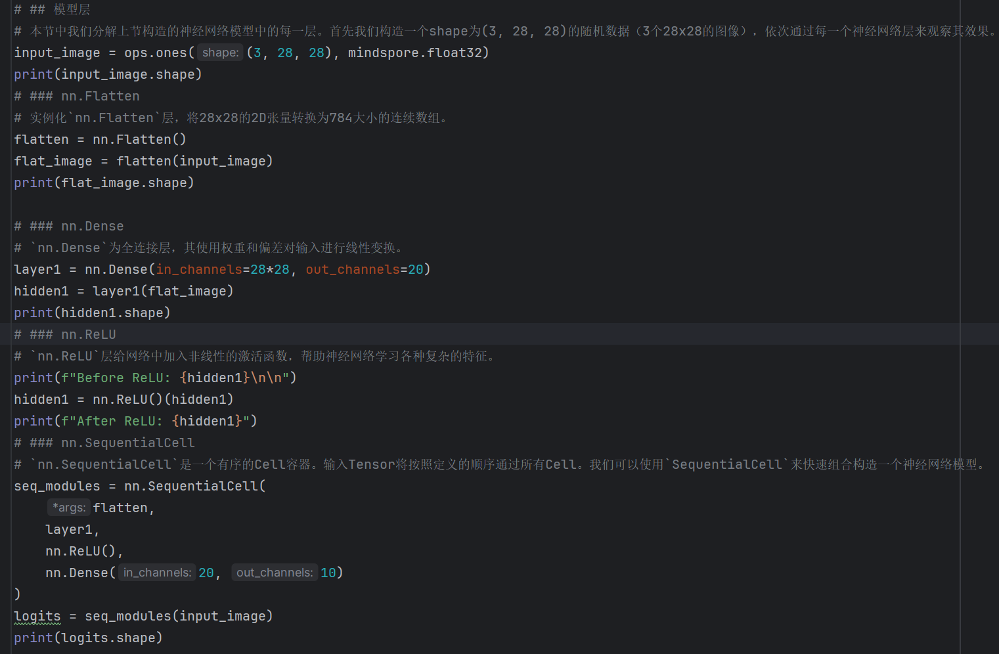 # ## 模型层
# 本节中我们分解上节构造的神经网络模型中的每一层。首先我们构造一个shape为(3, 28, 28)的随机数据（3个28x28的图像），依次通过每一个神经网络层来观察其效果。
input_image = ops.ones( shape: (3, 28, 28), mindspore.float32)
print(input_image.shape)
# ### nn.Flatten
# 实例化`nn.Flatten`层，将28x28的2D张量转换为784大小的连续数组。
flatten = nn.Flatten()
flat_image = flatten(input_image)
print(flat_image.shape)
# ### nn.Dense
# `nn.Dense`为全连接层，其使用权重和偏差对输入进行线性变换。
layer1 = nn.Dense(in_channels=28*28, out_channels=20)
hidden1 = layer1(flat_image)
print(hidden1.shape)
# ### nn.ReLU
# `nn.ReLU`层给网络中加入非线性的激活函数，帮助神经网络学习各种复杂的特征。
print(f"Before ReLU: {hidden1}\n\n")
hidden1 = nn.ReLU()(hidden1)
print(f"After ReLU: {hidden1}")
# ### nn.SequentialCell
# `nn.SequentialCell`是一个有序的Cell容器。输入Tensor将按照定义的顺序通过所有Cell。我们可以使用`SequentialCell`来快速组合构造一个神经网络模型。
seq_modules = nn.SequentialCell(
*args: flatten,
layer1,
nn.ReLU(),
nn.Dense( in_channels: 20, out_channels: 10)
)
logits = seq_modules(input_image)
print(logits.shape)